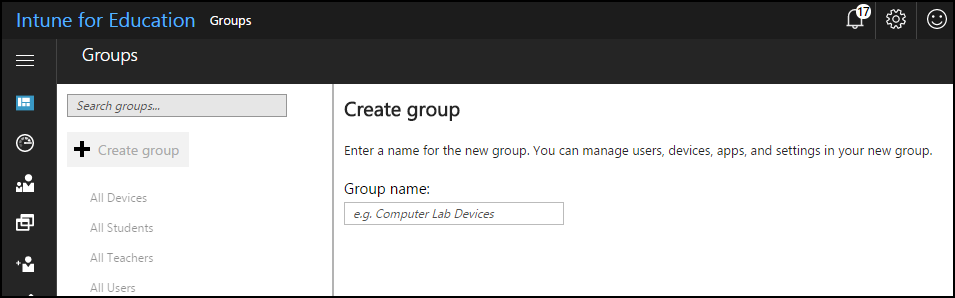 Intune for Education Groups
17
Groups
Search groups...
Create group
All Devices
All Students
All Teachers
All Users
Create group
Enter a name for the new group. You can manage users, devices, apps, and settings in your new group.
Group name:
e.g. Computer Lab Devices